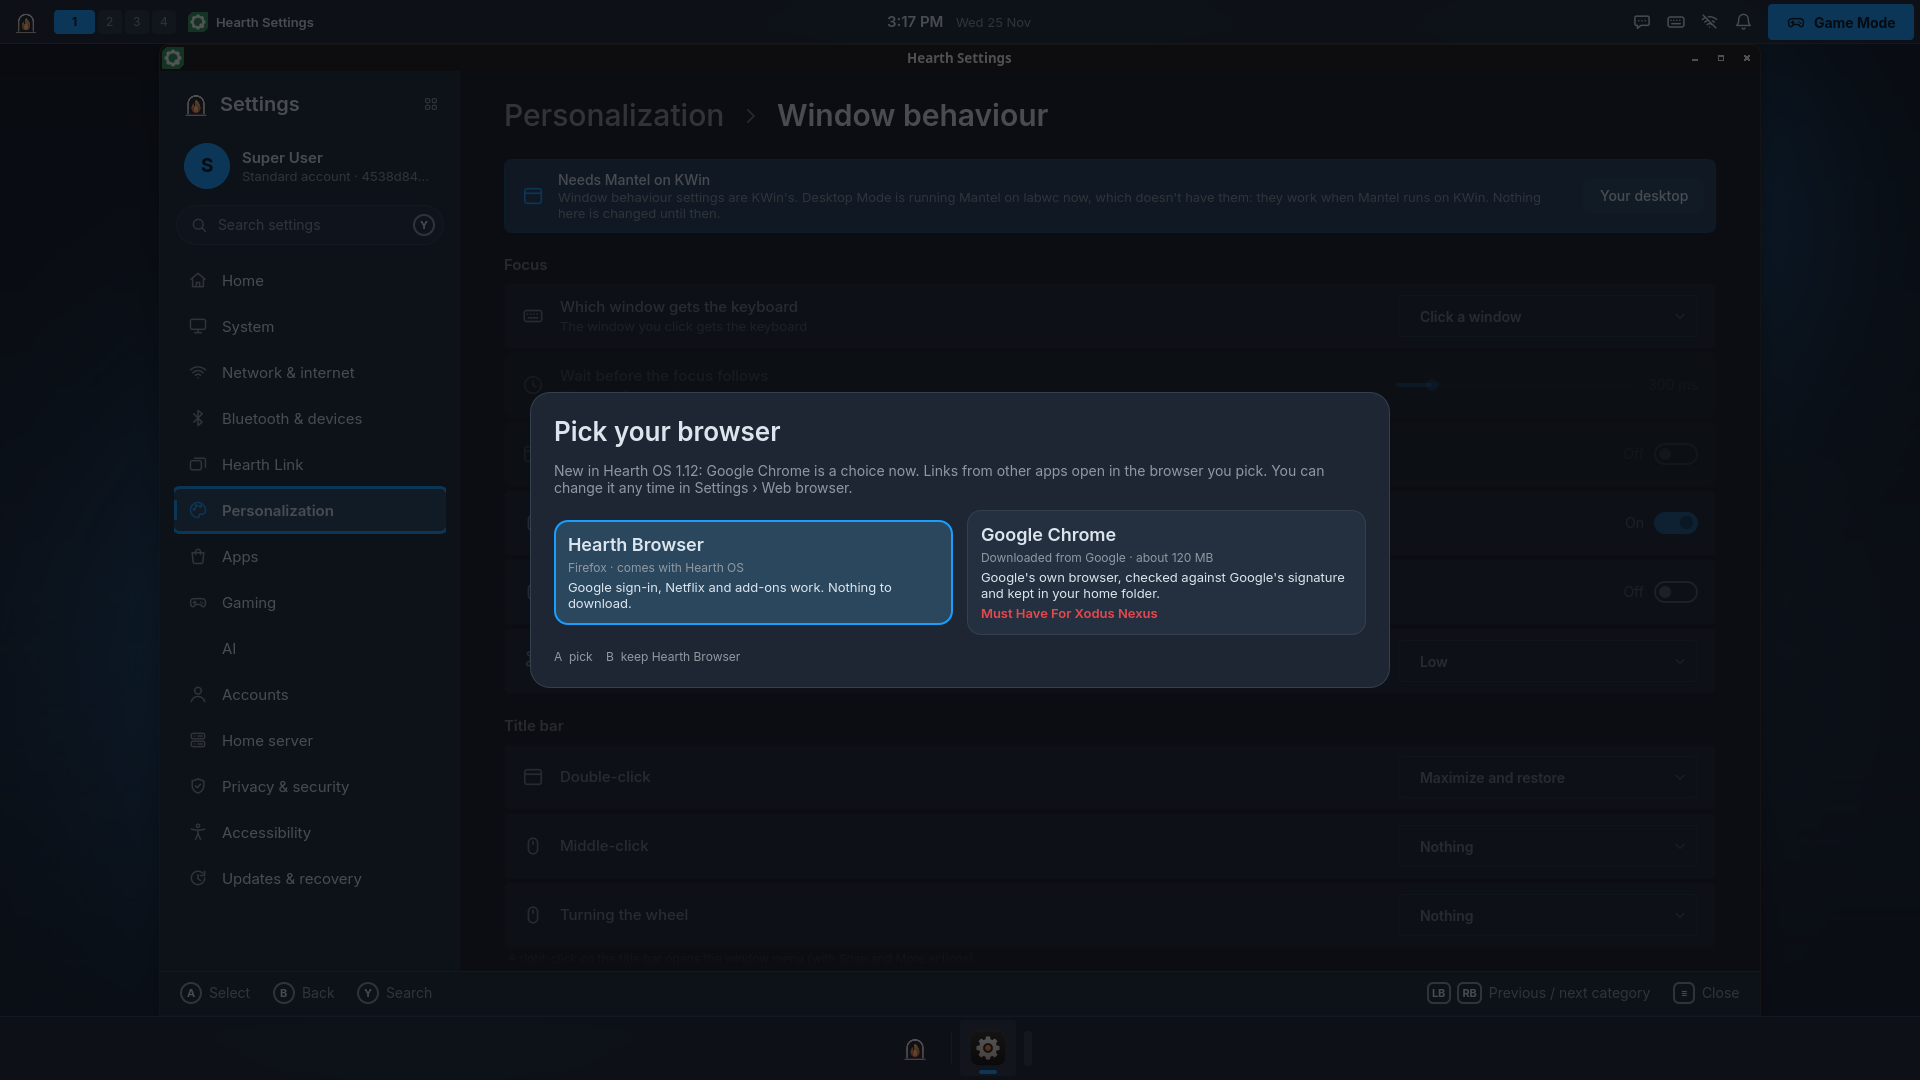 1 2 3 4 Hearth Settings
3:17 PM Wed 25 Nov
Game Mode
Hearth Settings
Settings
S
Super User
Standard account · 4538d84...
Search settings Y
Home
System
Network & internet
Bluetooth & devices
Hearth Link
Personalization
Apps
Gaming
AI
Accounts
Home server
Privacy & security
Accessibility
Updates & recovery
Personalization › Window behaviour
Needs Mantel on KWin
Window behaviour settings are KWin's. Desktop Mode is running Mantel on labwc now, which doesn't have them: they work when Mantel runs on KWin. Nothing
here is changed until then.
Your desktop
Focus
Which window gets the keyboard
The window you click gets the keyboard
Click a window
Wait before the focus follows
300 ms
Off
On
Off
Low
Pick your browser
New in Hearth OS 1.12: Google Chrome is a choice now. Links from other apps open in the browser you pick. You can
change it any time in Settings › Web browser.
Hearth Browser
Firefox · comes with Hearth OS
Google sign-in, Netflix and add-ons work. Nothing to
download.
Google Chrome
Downloaded from Google · about 120 MB
Google's own browser, checked against Google's signature
and kept in your home folder.
Must Have For Xodus Nexus
A pick B keep Hearth Browser
Title bar
Double-click
Maximize and restore
Middle-click
Nothing
Turning the wheel
Nothing
A Select B Back Y Search
LB RB Previous / next category Close